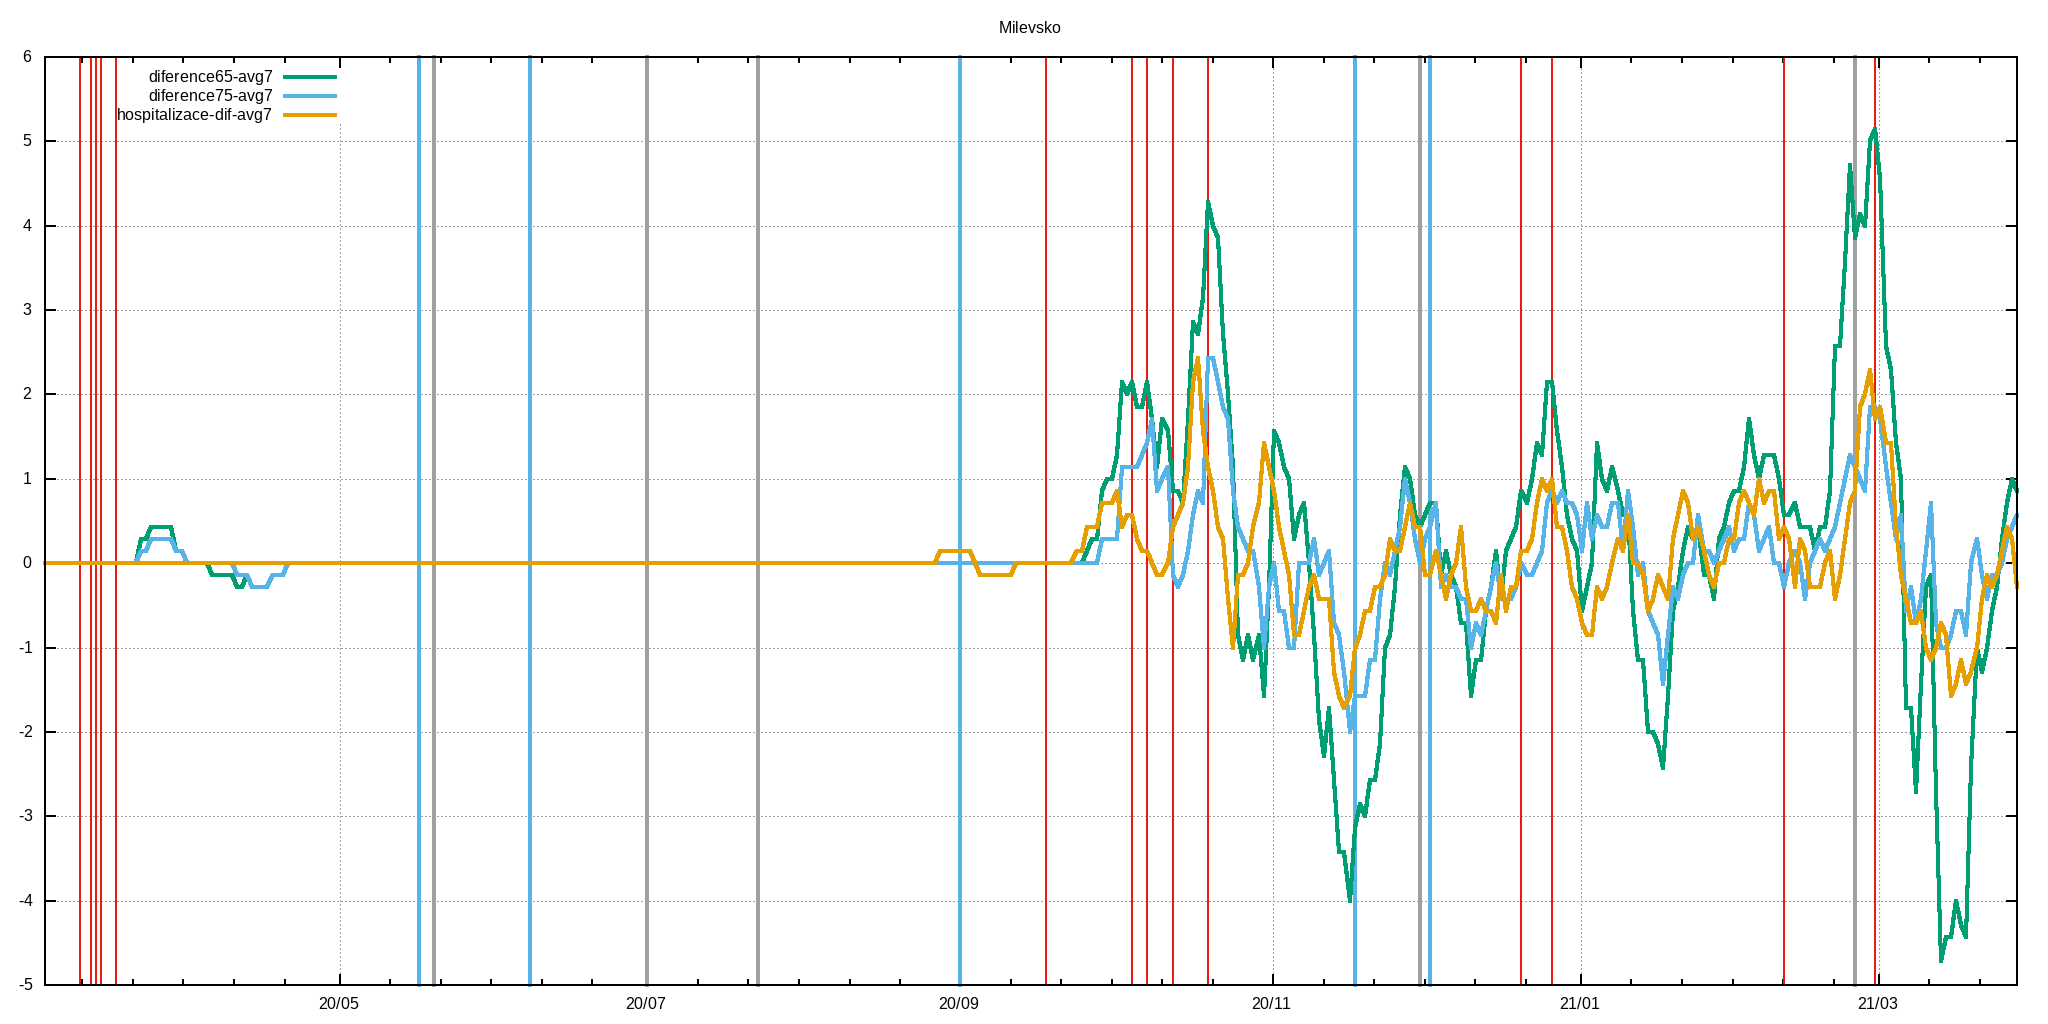 Milevsko
6
diference65-avg7
diference75-avg7
hospitalizace-dif-avg7
5
4
3
2
1
0
-1
-2
-3
-4
-5
20/05 20/07 20/09 20/11 21/01 21/03